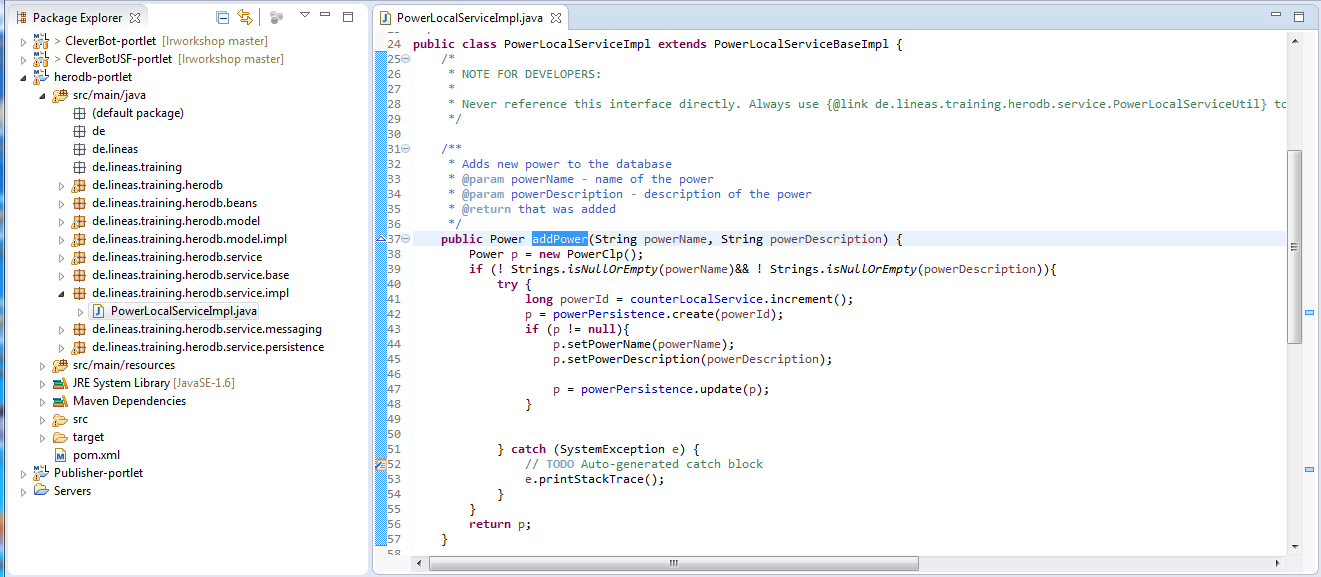 Package Explorer
> CleverBot-portlet [lrworkshop master]
> CleverBotJSF-portlet [lrworkshop master]
herodb-portlet
src/main/java
(default package)
de
de.lineas
de.lineas.training
de.lineas.training.herodb
de.lineas.training.herodb.beans
de.lineas.training.herodb.model
de.lineas.training.herodb.model.impl
de.lineas.training.herodb.service
de.lineas.training.herodb.service.base
de.lineas.training.herodb.service.impl
PowerLocalServiceImpl.java
de.lineas.training.herodb.service.messaging
de.lineas.training.herodb.service.persistence
src/main/resources
JRE System Library [JavaSE-1.6]
Maven Dependencies
src
target
pom.xml
Publisher-portlet
Servers
PowerLocalServiceImpl.java
24 public class PowerLocalServiceImpl extends PowerLocalServiceBaseImpl {
25 /*
26 * NOTE FOR DEVELOPERS:
27 *
28 * Never reference this interface directly. Always use {@link de.lineas.training.herodb.service.PowerLocalServiceUtil} to
29 */
30
31 /**
32 * Adds new power to the database
33 * @param powerName - name of the power
34 * @param powerDescription - description of the power
35 * @return that was added
36 */
37 public Power addPower(String powerName, String powerDescription) {
38 Power p = new PowerClp();
39 if (! Strings.isNullOrEmpty(powerName)&& ! Strings.isNullOrEmpty(powerDescription)){
40 try {
41 long powerId = counterLocalService.increment();
42 p = powerPersistence.create(powerId);
43 if (p != null){
44 p.setPowerName(powerName);
45 p.setPowerDescription(powerDescription);
46
47 p = powerPersistence.update(p);
48 }
49
50
51 } catch (SystemException e) {
52 // TODO Auto-generated catch block
53 e.printStackTrace();
54 }
55 }
56 return p;
57 }
58